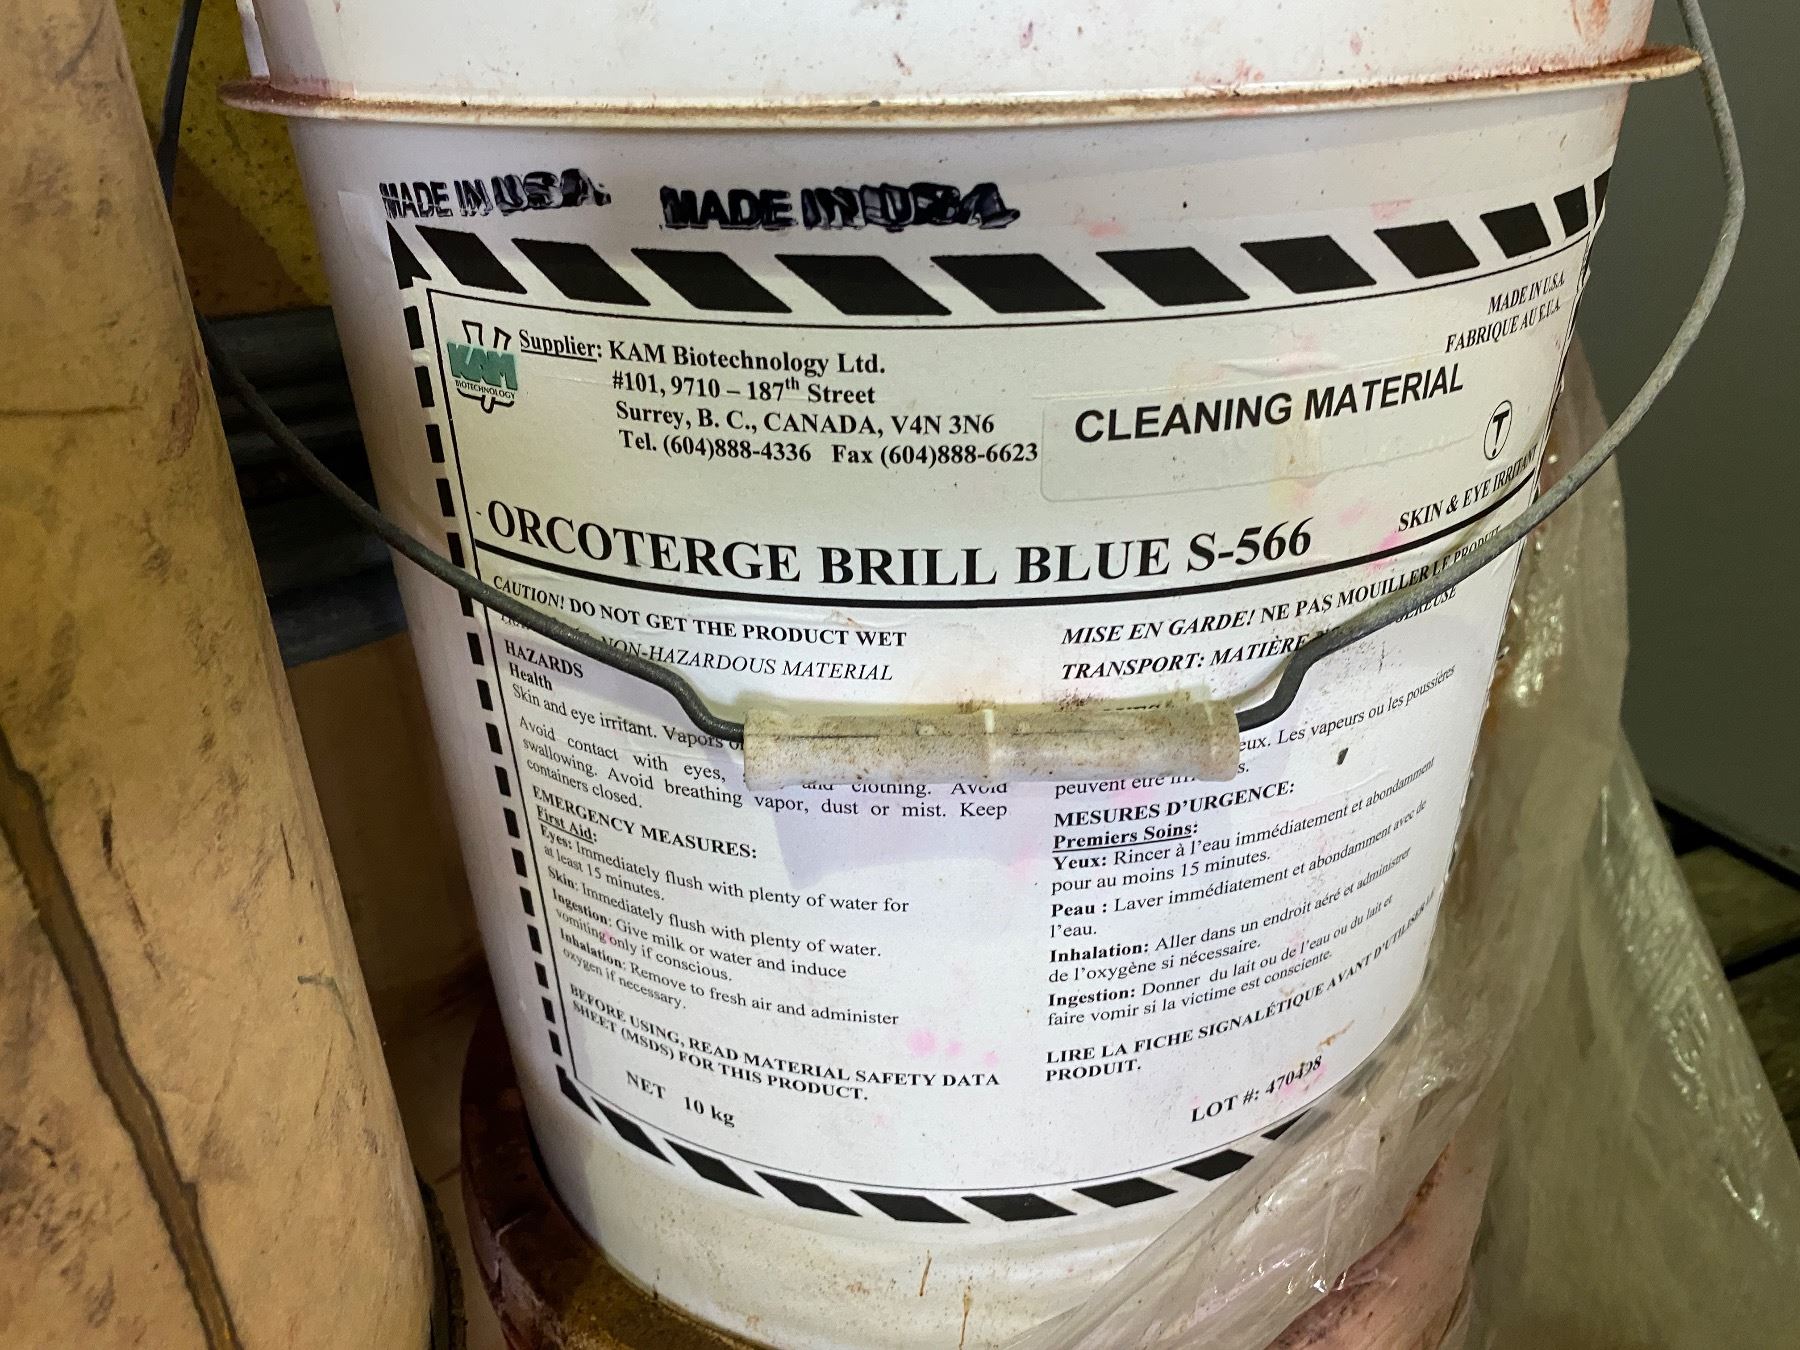 MADE IN USA. MADE IN USA
MADE IN U.S.A.
FABRIQUE AU E.U.A.
KAM
BIOTECHNOLOGY
Supplier: KAM Biotechnology Ltd.
#101, 9710 – 187th Street
Surrey, B. C., CANADA, V4N 3N6
Tel. (604)888-4336 Fax (604)888-6623
CLEANING MATERIAL
T
SKIN & EYE IRRITANT
ORCOTERGE BRILL BLUE S-566
CAUTION! DO NOT GET THE PRODUCT WET
NON-HAZARDOUS MATERIAL
HAZARDS
Health
Skin and eye irritant. Vapors
Avoid contact with eyes, and clothing. Avoid
swallowing. Avoid breathing vapor, dust or mist. Keep
containers closed.
EMERGENCY MEASURES:
First Aid:
Eyes: Immediately flush with plenty of water for
at least 15 minutes.
Skin: Immediately flush with plenty of water.
Ingestion: Give milk or water and induce
vomiting only if conscious.
Inhalation: Remove to fresh air and administer
oxygen if necessary.
BEFORE USING, READ MATERIAL SAFETY DATA
SHEET (MSDS) FOR THIS PRODUCT.
NET 10 kg
MISE EN GARDE! NE PAS MOUILLER LE PRODUIT
TRANSPORT: MATIÈRE
Les vapeurs ou les poussières
peuvent être
MESURES D'URGENCE:
Premiers Soins:
Yeux: Rincer à l'eau immédiatement et abondamment
pour au moins 15 minutes.
Peau : Laver immédiatement et abondamment avec de
l'eau.
Inhalation: Aller dans un endroit aéré et administrer
de l'oxygène si nécessaire.
Ingestion: Donner du lait ou de l'eau ou du lait et
faire vomir si la victime est consciente.
LIRE LA FICHE SIGNALÉTIQUE AVANT D'UTILISER LE
PRODUIT.
LOT #: 470498